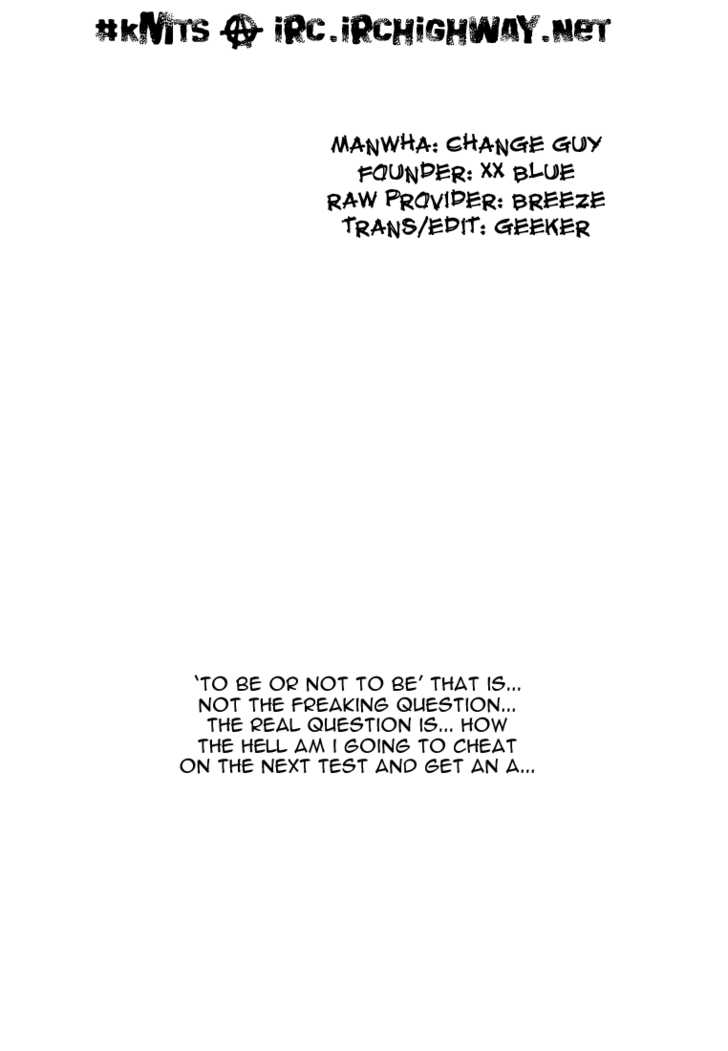 #kMTS @ iRC.iRCHiGHWAY.NET
MANWHA: CHANGE GUY
FOUNDER: XX BLUE
RAW PROVIDER: BREEZE
TRANS/EDIT: GEEKER
‘TO BE OR NOT TO BE’ THAT IS...
NOT THE FREAKING QUESTION...
THE REAL QUESTION IS... HOW
THE HELL AM I GOING TO CHEAT
ON THE NEXT TEST AND GET AN A...